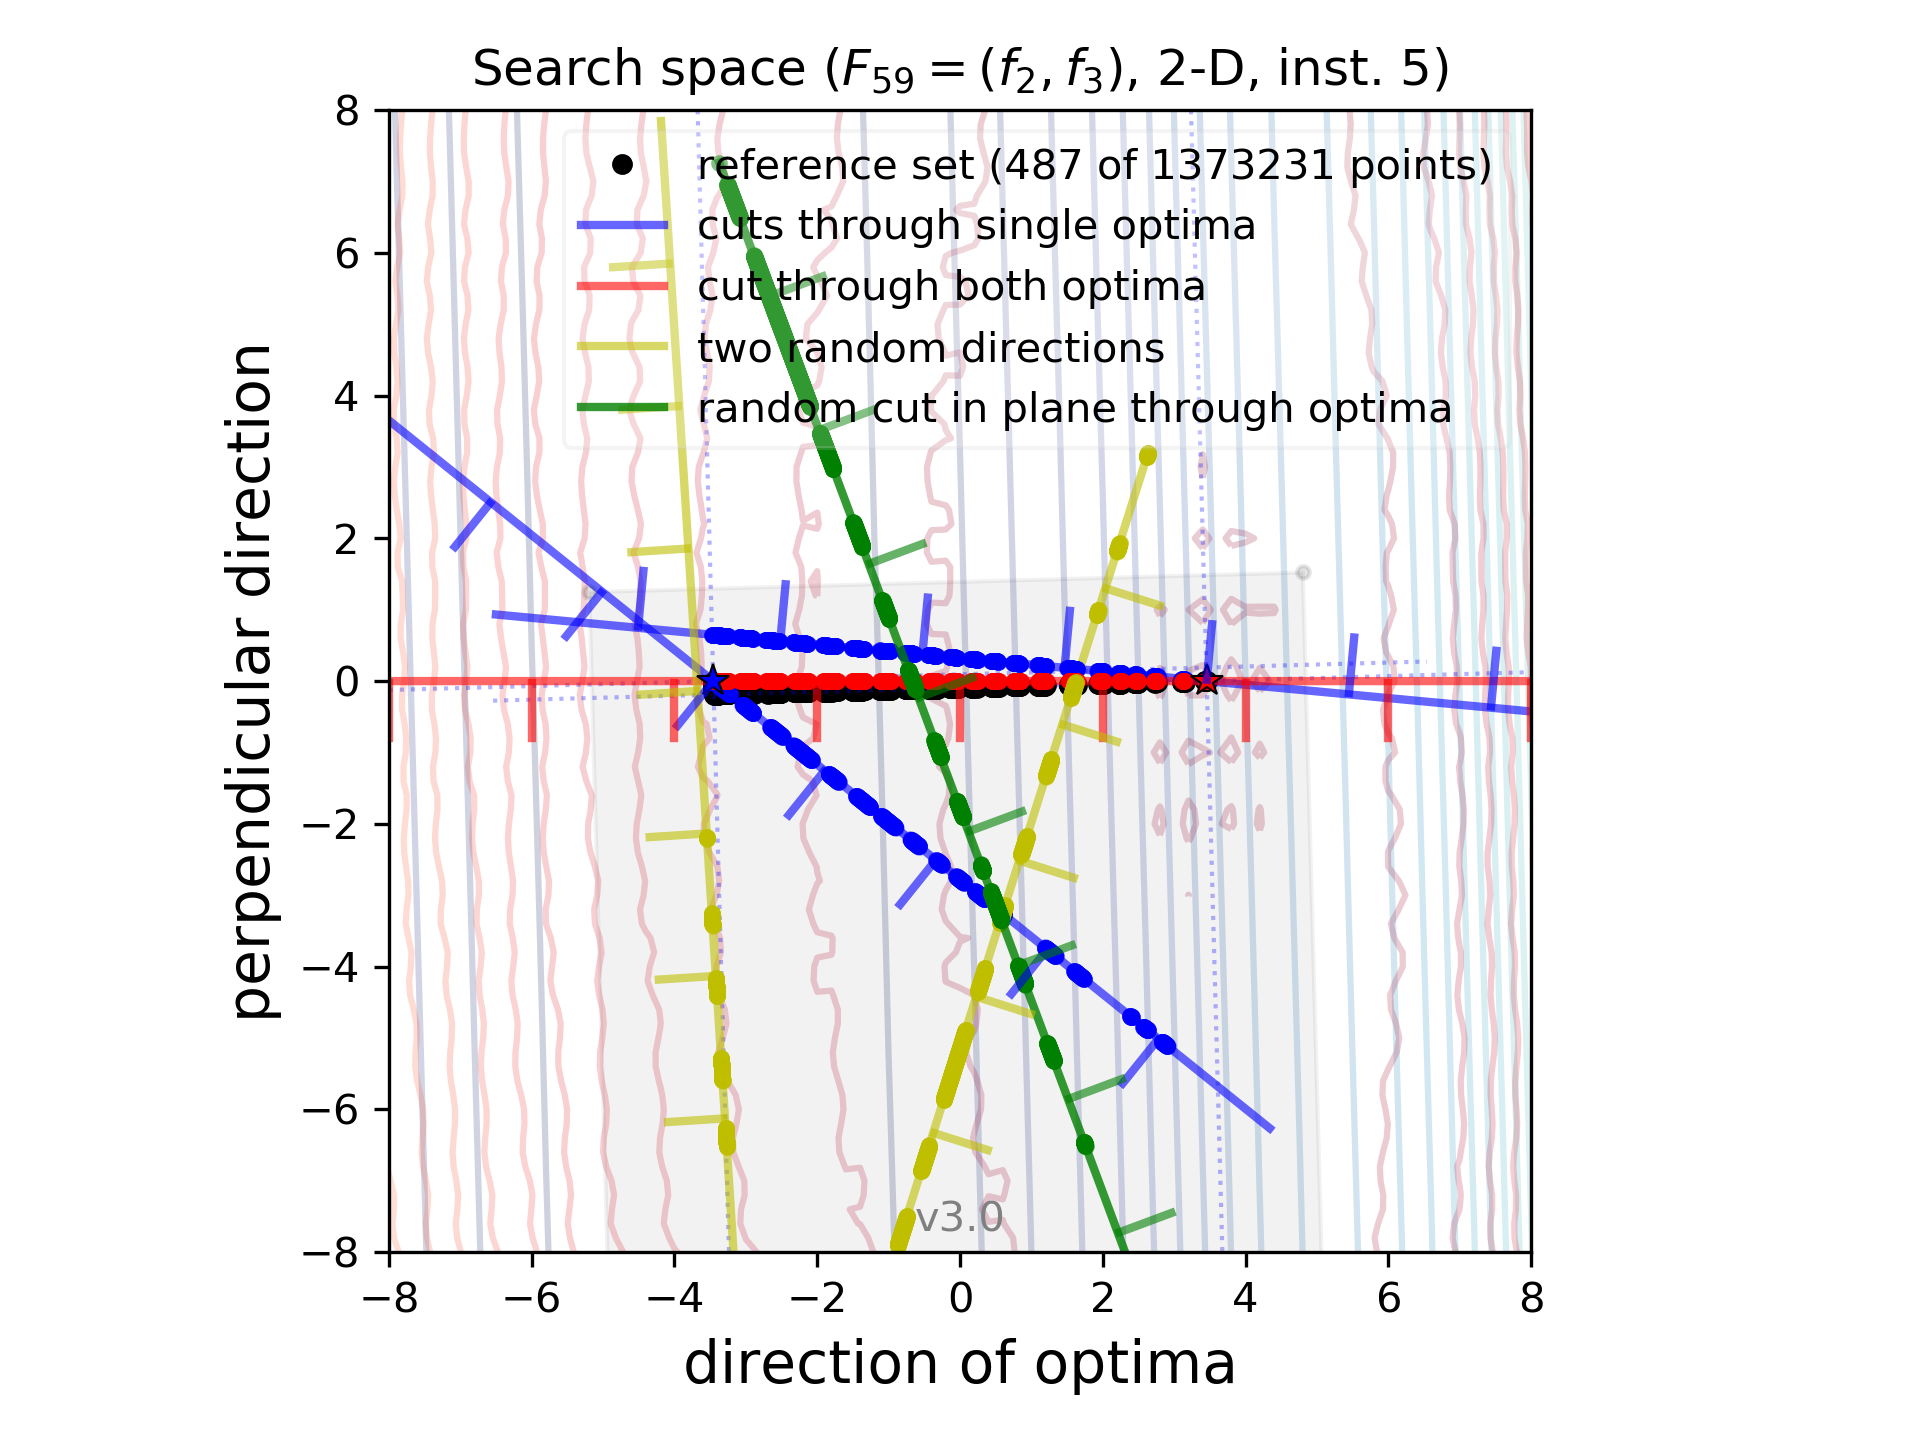 Search space (F₅₉ = (f₂, f₃), 2-D, inst. 5)
reference set (487 of 1373231 points)
cuts through single optima
cut through both optima
two random directions
random cut in plane through optima
perpendicular direction
8
6
4
2
0
−2
−4
−6
−8
v3.0
−8 −6 −4 −2 0 2 4 6 8
direction of optima